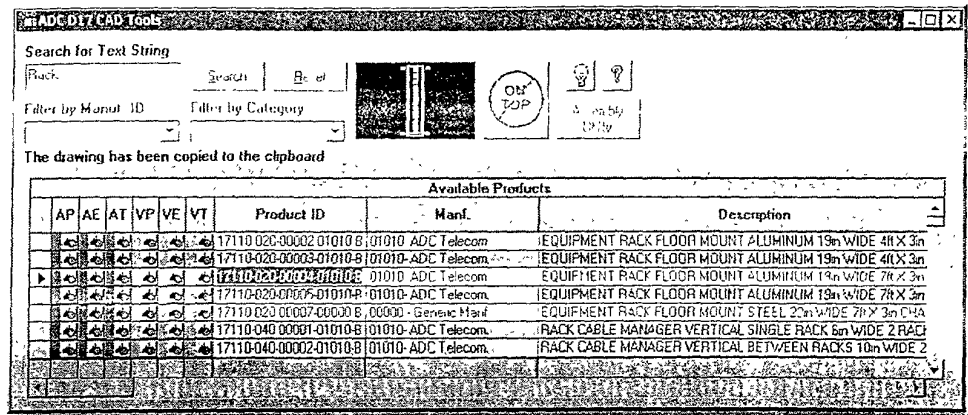 ADC D17 CAD Tools
Search for Text String
Rack
Search
Filter by Manuf. ID Filter by Category
ON TOP
The drawing has been copied to the clipboard
Available Products
AP AE AT VP VE VT Product ID Manf. Description
17110-020-00002-01010-B 01010- ADC Telecom EQUIPMENT RACK FLOOR MOUNT ALUMINUM 19in WIDE 4ft X 3in
17110-020-00003-01010-B 01010- ADC Telecom. EQUIPMENT RACK FLOOR MOUNT ALUMINUM 19in WIDE 4ft X 3in
17110-020-00004-01010-B 01010- ADC Telecom EQUIPMENT RACK FLOOR MOUNT ALUMINUM 19in WIDE 7ft X 3in
17110-020-00005-01010-B 01010- ADC Telecom. EQUIPMENT RACK FLOOR MOUNT ALUMINUM 19in WIDE 7ft X 3in
17110-020-00007-00000-B 00000 - Generic Manf EQUIPMENT RACK FLOOR MOUNT STEEL 23in WIDE 7ft X 3in CHA
17110-040-00001-01010-B 01010- ADC Telecom. RACK CABLE MANAGER VERTICAL SINGLE RACK 6in WIDE 2 RACK
17110-040-00002-01010-B 01010- ADC Telecom. RACK CABLE MANAGER VERTICAL BETWEEN RACKS 10in WIDE 2